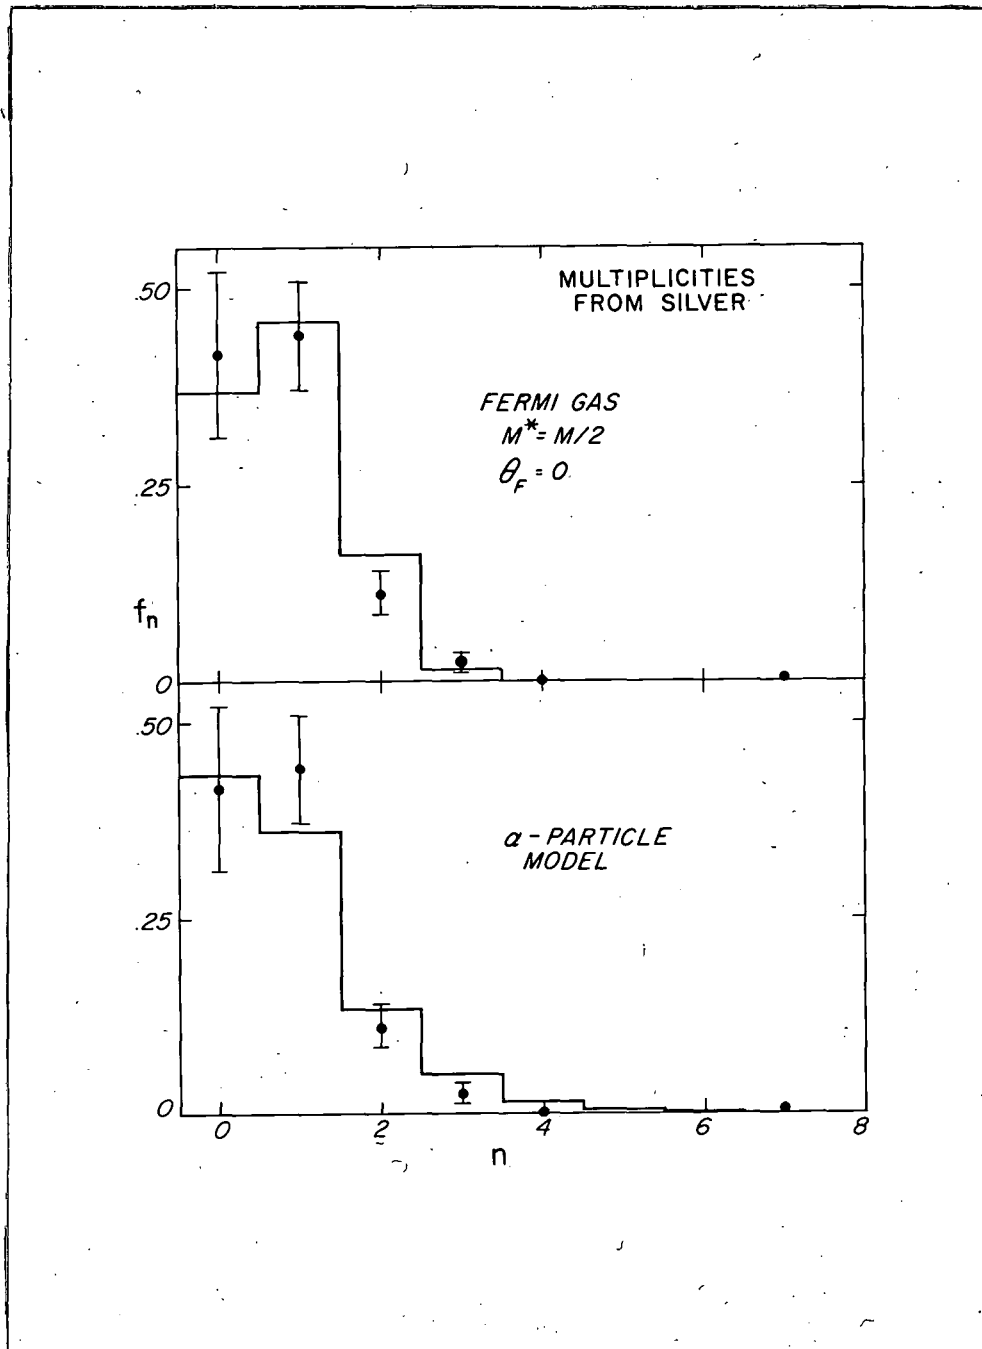 MULTIPLICITIES
FROM SILVER
.50
FERMI GAS
M* = M/2
θF = 0
.25
fn
0
.50
α - PARTICLE
MODEL
.25
0
0 2 4 6 8
n